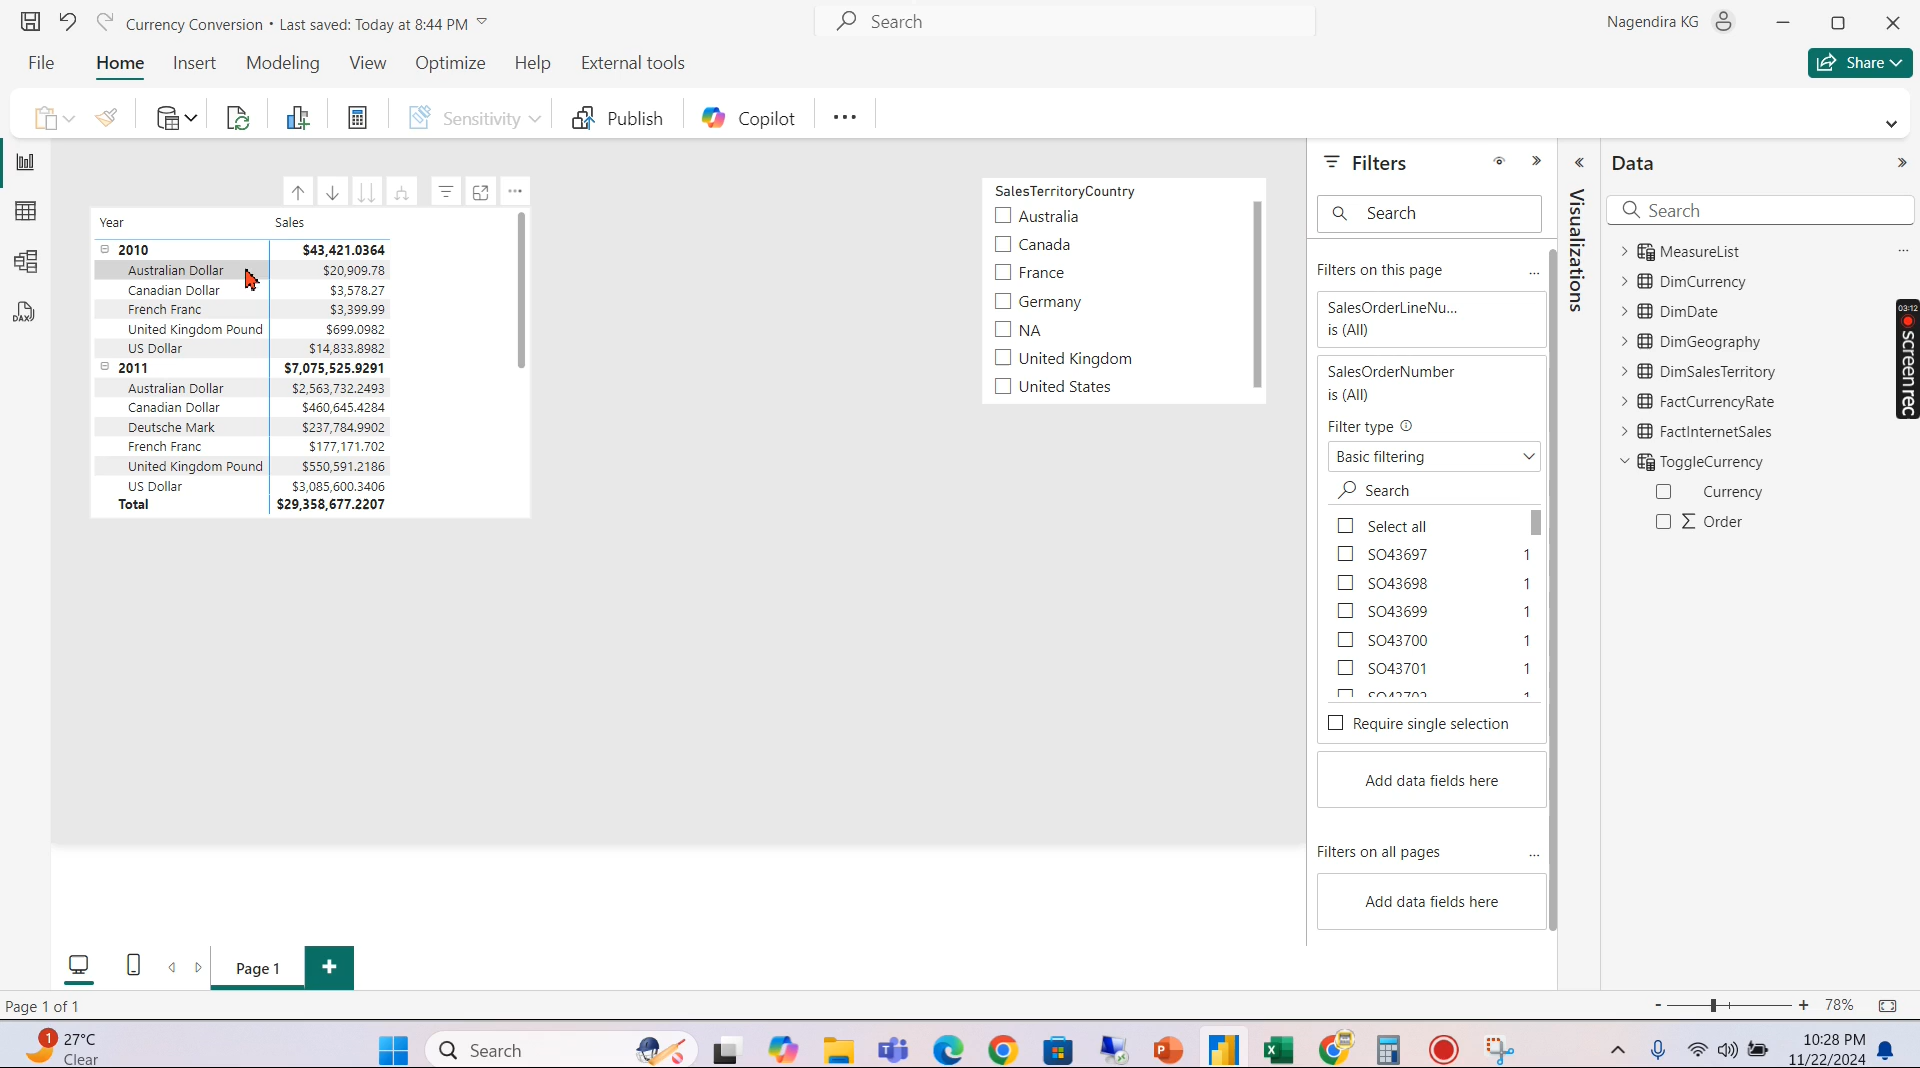 Currency Conversion • Last saved: Today at 8:44 PM
Search
Nagendira KG
File Home Insert Modeling View Optimize Help External tools
Share
Sensitivity
Publish
Copilot
...
Year Sales
2010 $43,421.0364
Australian Dollar $20,909.78
Canadian Dollar $3,578.27
French Franc $3,399.99
United Kingdom Pound $699.0982
US Dollar $14,833.8982
2011 $7,075,525.9291
Australian Dollar $2,563,732.2493
Canadian Dollar $460,645.4284
Deutsche Mark $237,784.9902
French Franc $177,171.702
United Kingdom Pound $550,591.2186
US Dollar $3,085,600.3406
Total $29,358,677.2207
SalesTerritoryCountry
Australia
Canada
France
Germany
NA
United Kingdom
United States
Filters
Search
Filters on this page ...
SalesOrderLineNu...
is (All)
SalesOrderNumber
is (All)
Filter type
Basic filtering
Search
Select all
SO43697 1
SO43698 1
SO43699 1
SO43700 1
SO43701 1
SO43702 1
Require single selection
Add data fields here
Filters on all pages ...
Add data fields here
Visualizations
Data
Search
MeasureList ...
DimCurrency
DimDate
DimGeography
DimSalesTerritory
FactCurrencyRate
FactInternetSales
ToggleCurrency
Currency
Σ Order
03:12
screenrec
DAX
Page 1 +
Page 1 of 1
- + 78%
1
27°C
Clear
Search
10:28 PM
11/22/2024